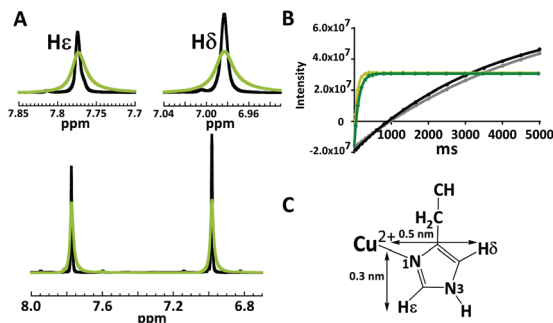 A
Hε
Hδ
7.85 7.8 7.75 7.7
ppm
7.04 7.00 6.96
ppm
8.0 7.6 7.2 6.8
ppm
B
Intensity
6.0x10⁷
4.0x10⁷
2.0x10⁷
0
-2.0x10⁷
1000 2000 3000 4000 5000
ms
C
CH
H₂C
Cu²⁺
0.5 nm
Hδ
1N
0.3 nm
N3
Hε
H